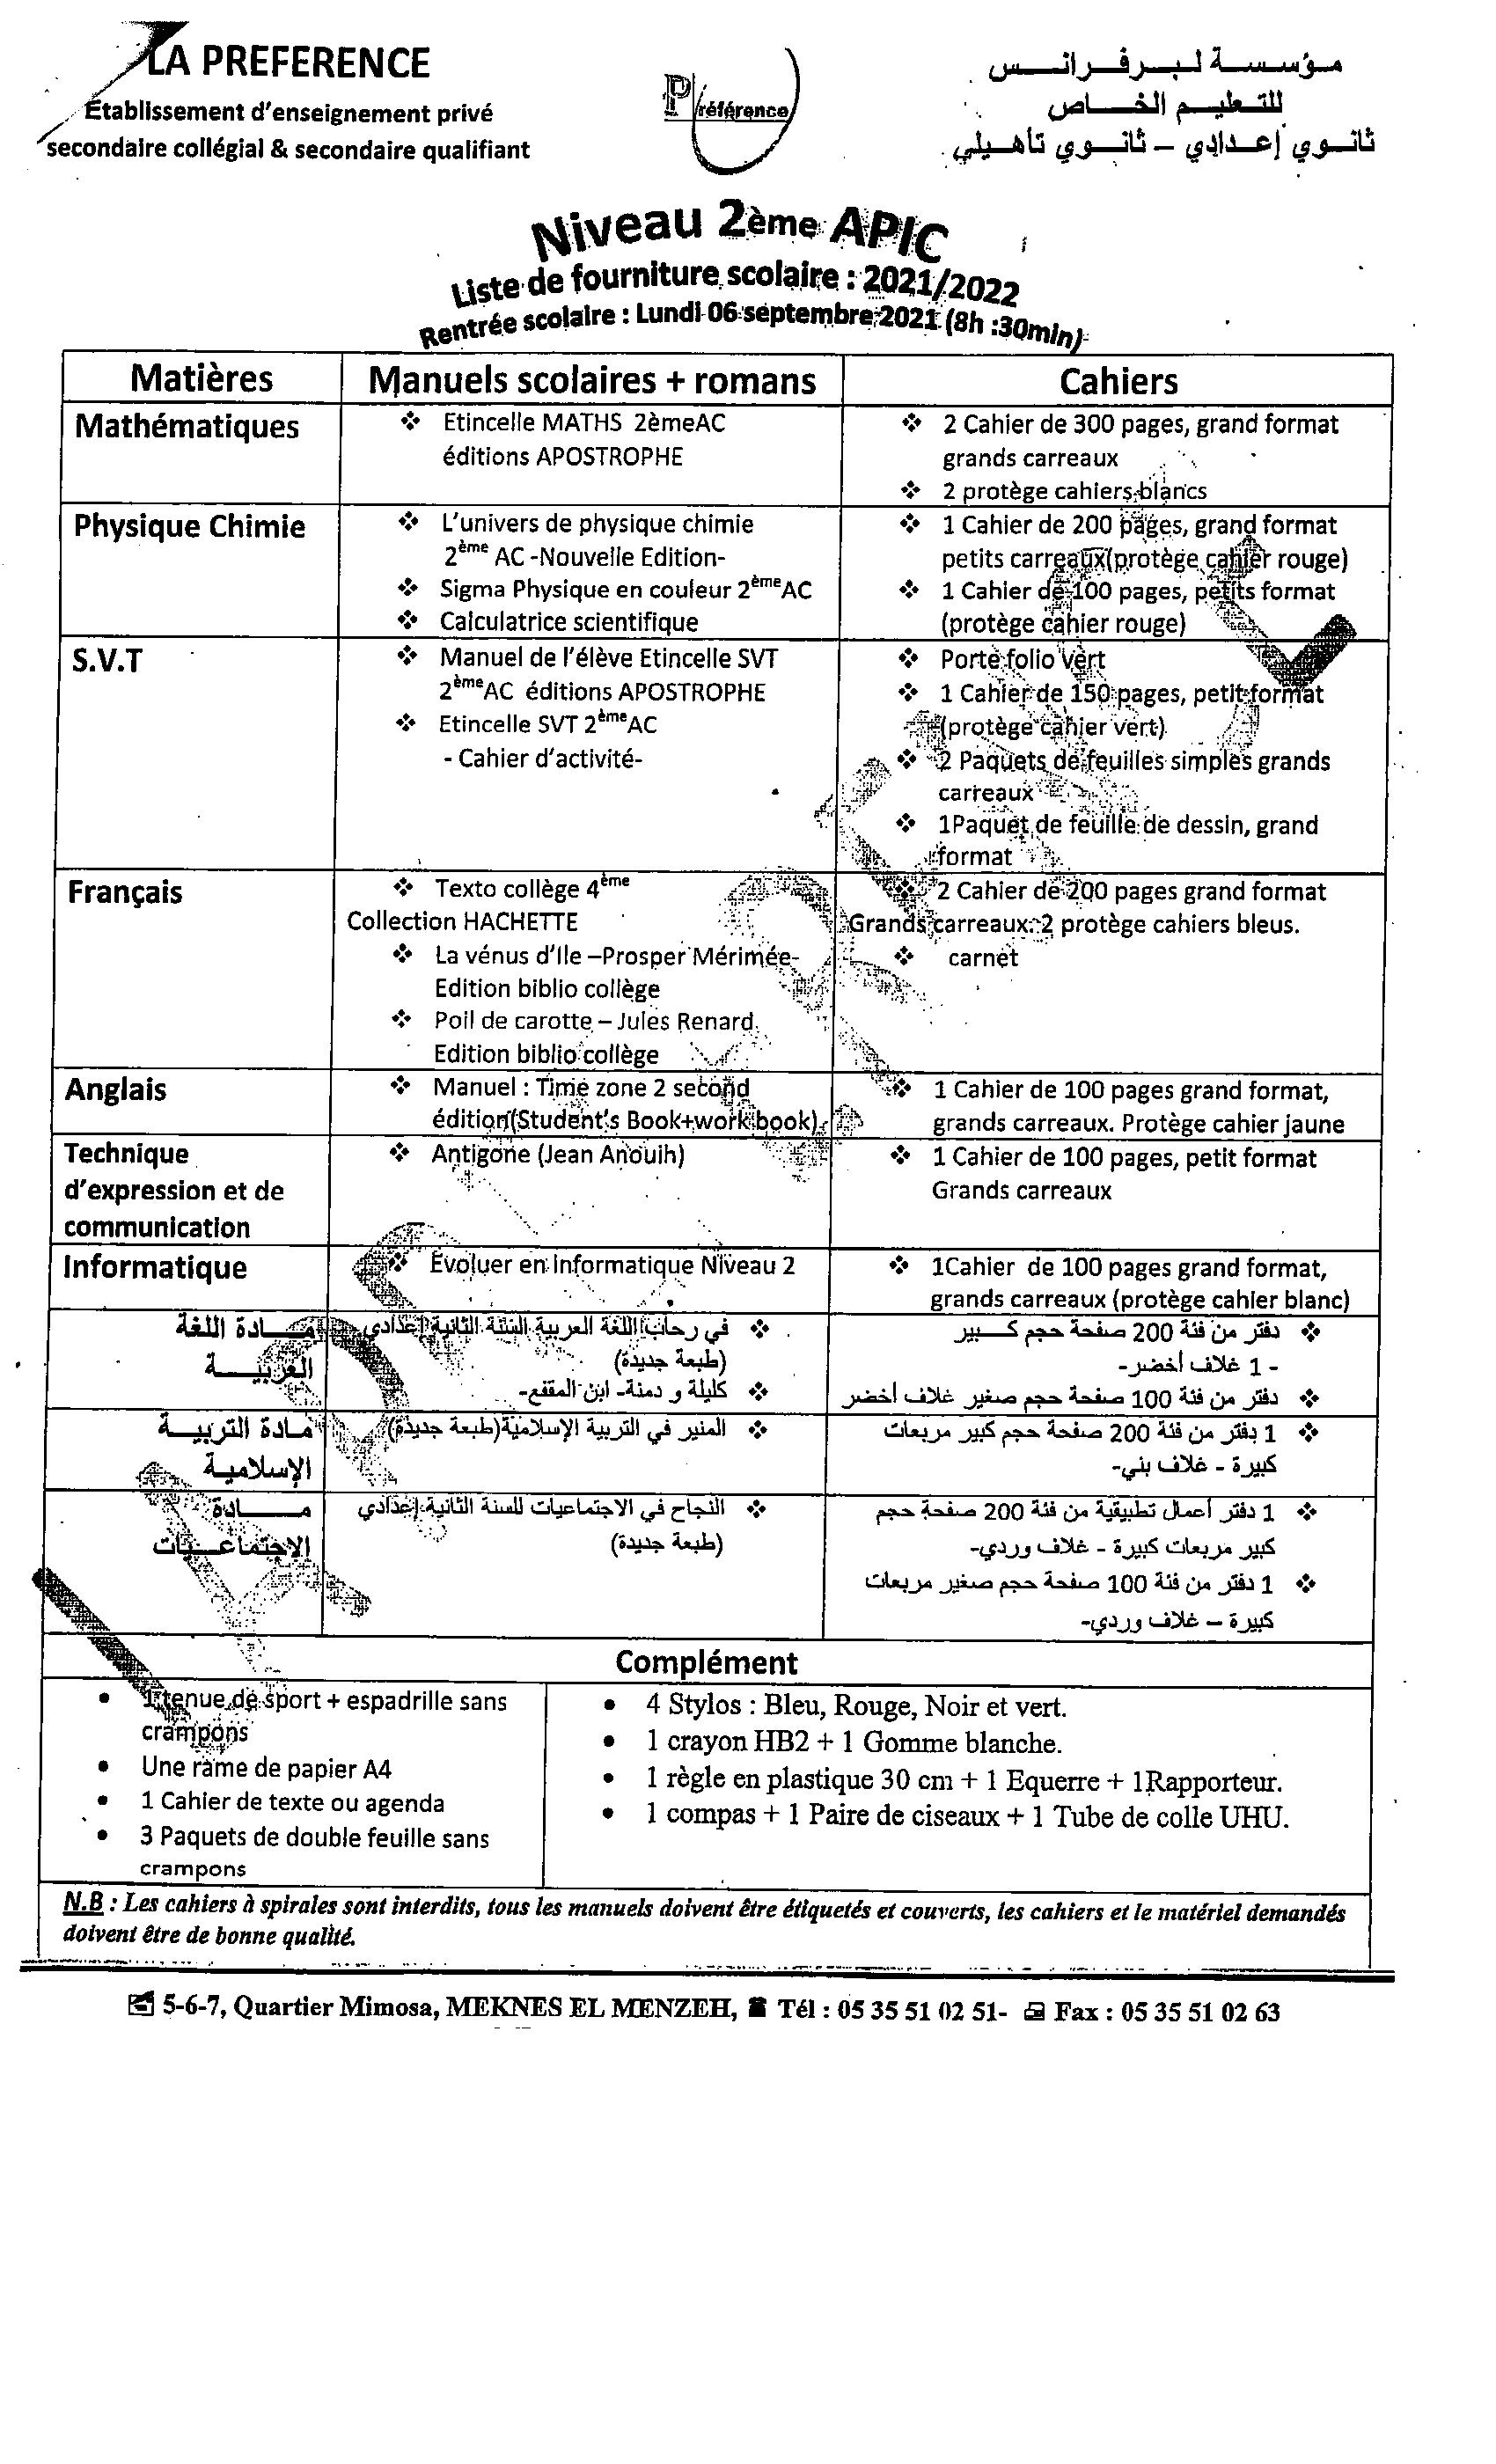 LA PREFERENCE
Etablissement d'enseignement privé
secondaire collégial & secondaire qualifiant
Préférence
مؤسسة لبرفرانس
للتعليم الخاص
ثانوي إعدادي – ثانوي تأهيلي
Niveau 2ème APIC
Liste de fourniture scolaire : 2021/2022
Rentrée scolaire : Lundi 06 septembre 2021 (8h :30min)
Matières
Manuels scolaires + romans
Cahiers
Mathématiques
❖ Etincelle MATHS 2èmeAC
éditions APOSTROPHE
❖ 2 Cahier de 300 pages, grand format
grands carreaux
❖ 2 protège cahiers blancs
Physique Chimie
❖ L'univers de physique chimie
2ème AC -Nouvelle Edition-
❖ Sigma Physique en couleur 2èmeAC
❖ Calculatrice scientifique
❖ 1 Cahier de 200 pages, grand format
petits carreaux(protège cahier rouge)
❖ 1 Cahier de 100 pages, petits format
(protège cahier rouge)
S.V.T
❖ Manuel de l'élève Etincelle SVT
2èmeAC éditions APOSTROPHE
❖ Etincelle SVT 2èmeAC
- Cahier d'activité-
❖ Porte folio vert
❖ 1 Cahier de 150 pages, petit format
(protège cahier vert)
❖ 2 Paquets de feuilles simples grands
carreaux
❖ 1Paquet de feuille de dessin, grand
format
Français
❖ Texto collège 4ème
Collection HACHETTE
❖ La vénus d'Ile –Prosper Mérimée-
Edition biblio collège
❖ Poil de carotte – Jules Renard
Edition biblio collège
❖ 2 Cahier de 200 pages grand format
Grands carreaux. 2 protège cahiers bleus.
❖ carnet
Anglais
❖ Manuel : Time zone 2 second
édition(Student's Book+work book)
❖ 1 Cahier de 100 pages grand format,
grands carreaux. Protège cahier jaune
Technique
d'expression et de
communication
❖ Antigone (Jean Anouih)
❖ 1 Cahier de 100 pages, petit format
Grands carreaux
Informatique
❖ Evoluer en Informatique Niveau 2
❖ 1Cahier de 100 pages grand format,
grands carreaux (protège cahier blanc)
مادة اللغة
العربية
❖ في رحاب اللغة العربية السنة الثانية إعدادي
(طبعة جديدة)
❖ كليلة و دمنة- ابن المقفع-
❖ دفتر من فئة 200 صفحة حجم كبير
- 1 غلاف أخضر-
❖ دفتر من فئة 100 صفحة حجم صغير غلاف أخضر
مادة التربية
الإسلامية
❖ المنير في التربية الإسلامية(طبعة جديدة)
❖ 1 دفتر من فئة 200 صفحة حجم كبير مربعات
كبيرة - غلاف بني-
مادة
الاجتماعيات
❖ النجاح في الاجتماعيات للسنة الثانية إعدادي
(طبعة جديدة)
❖ 1 دفتر أعمال تطبيقية من فئة 200 صفحة حجم
كبير مربعات كبيرة - غلاف وردي-
❖ 1 دفتر من فئة 100 صفحة حجم صغير مربعات
كبيرة – غلاف وردي-
Complément
• 1 tenue de sport + espadrille sans
crampons
• Une rame de papier A4
• 1 Cahier de texte ou agenda
• 3 Paquets de double feuille sans
crampons
• 4 Stylos : Bleu, Rouge, Noir et vert.
• 1 crayon HB2 + 1 Gomme blanche.
• 1 règle en plastique 30 cm + 1 Equerre + 1Rapporteur.
• 1 compas + 1 Paire de ciseaux + 1 Tube de colle UHU.
N.B : Les cahiers à spirales sont interdits, tous les manuels doivent être étiquetés et couverts, les cahiers et le matériel demandés
doivent être de bonne qualité.
5-6-7, Quartier Mimosa, MEKNES EL MENZEH, Tél : 05 35 51 02 51- Fax : 05 35 51 02 63